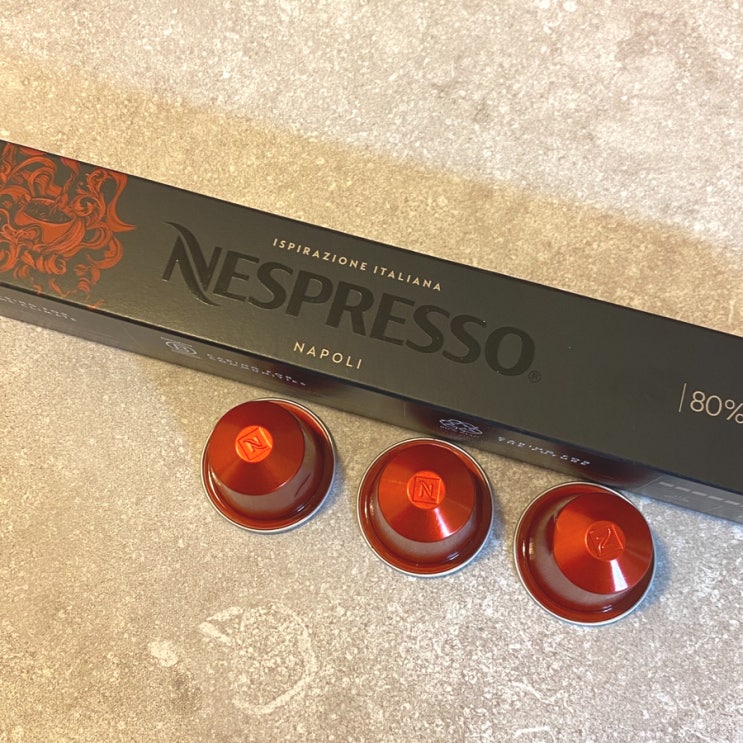 ISPIRAZIONE ITALIANA
NESPRESSO®
NAPOLI
80%
N
N
N